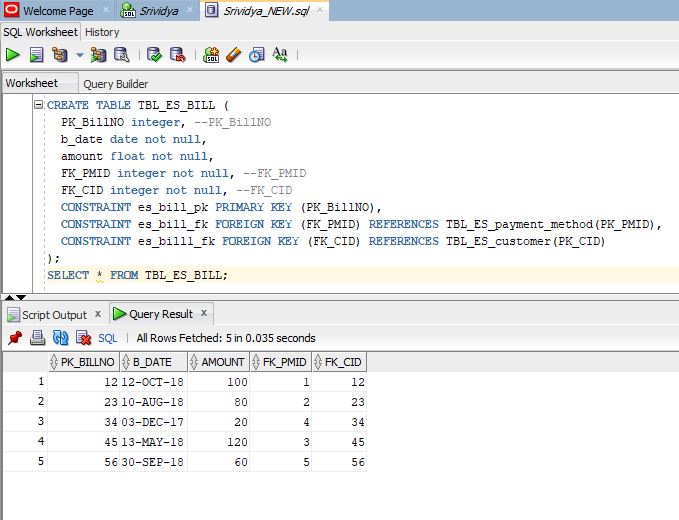 Welcome Page Srividya Srividya_NEW.sql
SQL Worksheet History
Worksheet Query Builder
CREATE TABLE TBL_ES_BILL (
PK_BillNO integer, --PK_BillNO
b_date date not null,
amount float not null,
FK_PMID integer not null, --FK_PMID
FK_CID integer not null, --FK_CID
CONSTRAINT es_bill_pk PRIMARY KEY (PK_BillNO),
CONSTRAINT es_bill_fk FOREIGN KEY (FK_PMID) REFERENCES TBL_ES_payment_method(PK_PMID),
CONSTRAINT es_billl_fk FOREIGN KEY (FK_CID) REFERENCES TBL_ES_customer(PK_CID)
);
SELECT * FROM TBL_ES_BILL;
Script Output x Query Result x
SQL | All Rows Fetched: 5 in 0.035 seconds
PK_BILLNO B_DATE AMOUNT FK_PMID FK_CID
1 12 12-OCT-18 100 1 12
2 23 10-AUG-18 80 2 23
3 34 03-DEC-17 20 4 34
4 45 13-MAY-18 120 3 45
5 56 30-SEP-18 60 5 56